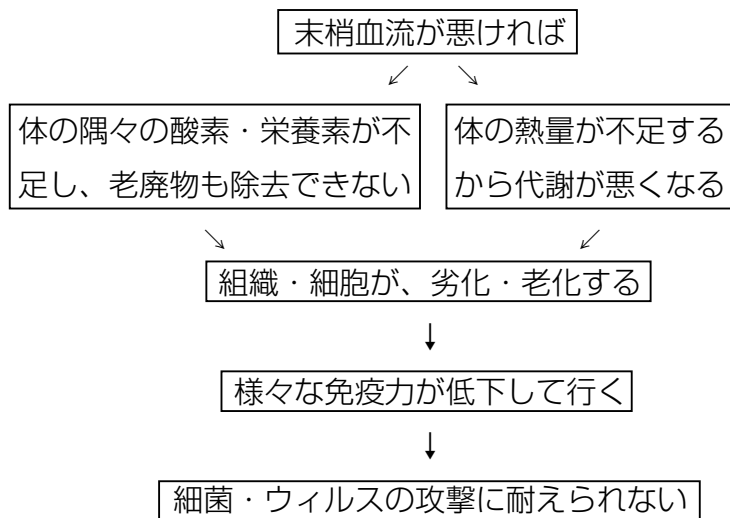 末梢血流が悪ければ
体の隅々の酸素・栄養素が不
足し、老廃物も除去できない
体の熱量が不足する
から代謝が悪くなる
組織・細胞が、劣化・老化する
様々な免疫力が低下して行く
細菌・ウィルスの攻撃に耐えられない